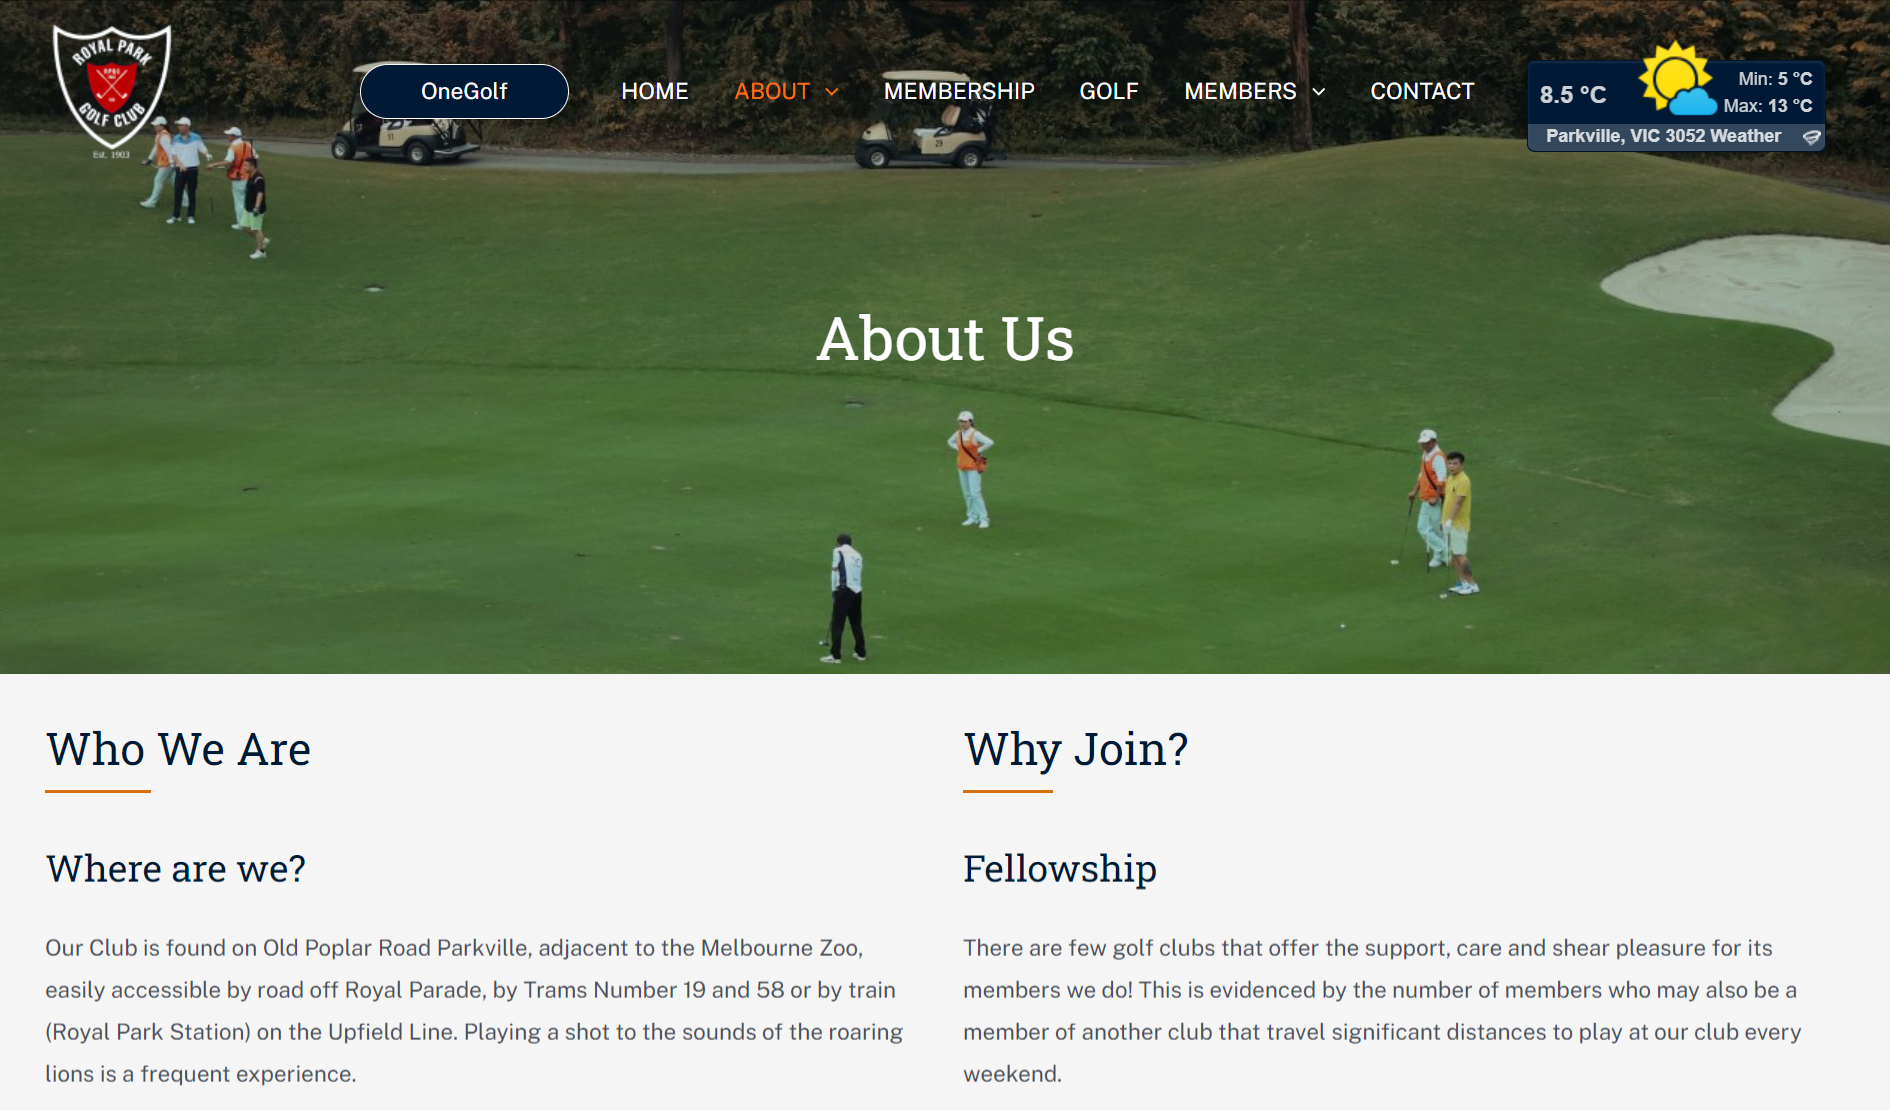 ROYAL PARK
RPGC
GOLF CLUB
Est. 1903
OneGolf
HOME
ABOUT
MEMBERSHIP
GOLF
MEMBERS
CONTACT
8.5 °C
Min: 5 °C
Max: 13 °C
Parkville, VIC 3052 Weather
29
About Us
Who We Are
Where are we?
Our Club is found on Old Poplar Road Parkville, adjacent to the Melbourne Zoo,
easily accessible by road off Royal Parade, by Trams Number 19 and 58 or by train
(Royal Park Station) on the Upfield Line. Playing a shot to the sounds of the roaring
lions is a frequent experience.
Why Join?
Fellowship
There are few golf clubs that offer the support, care and shear pleasure for its
members we do! This is evidenced by the number of members who may also be a
member of another club that travel significant distances to play at our club every
weekend.